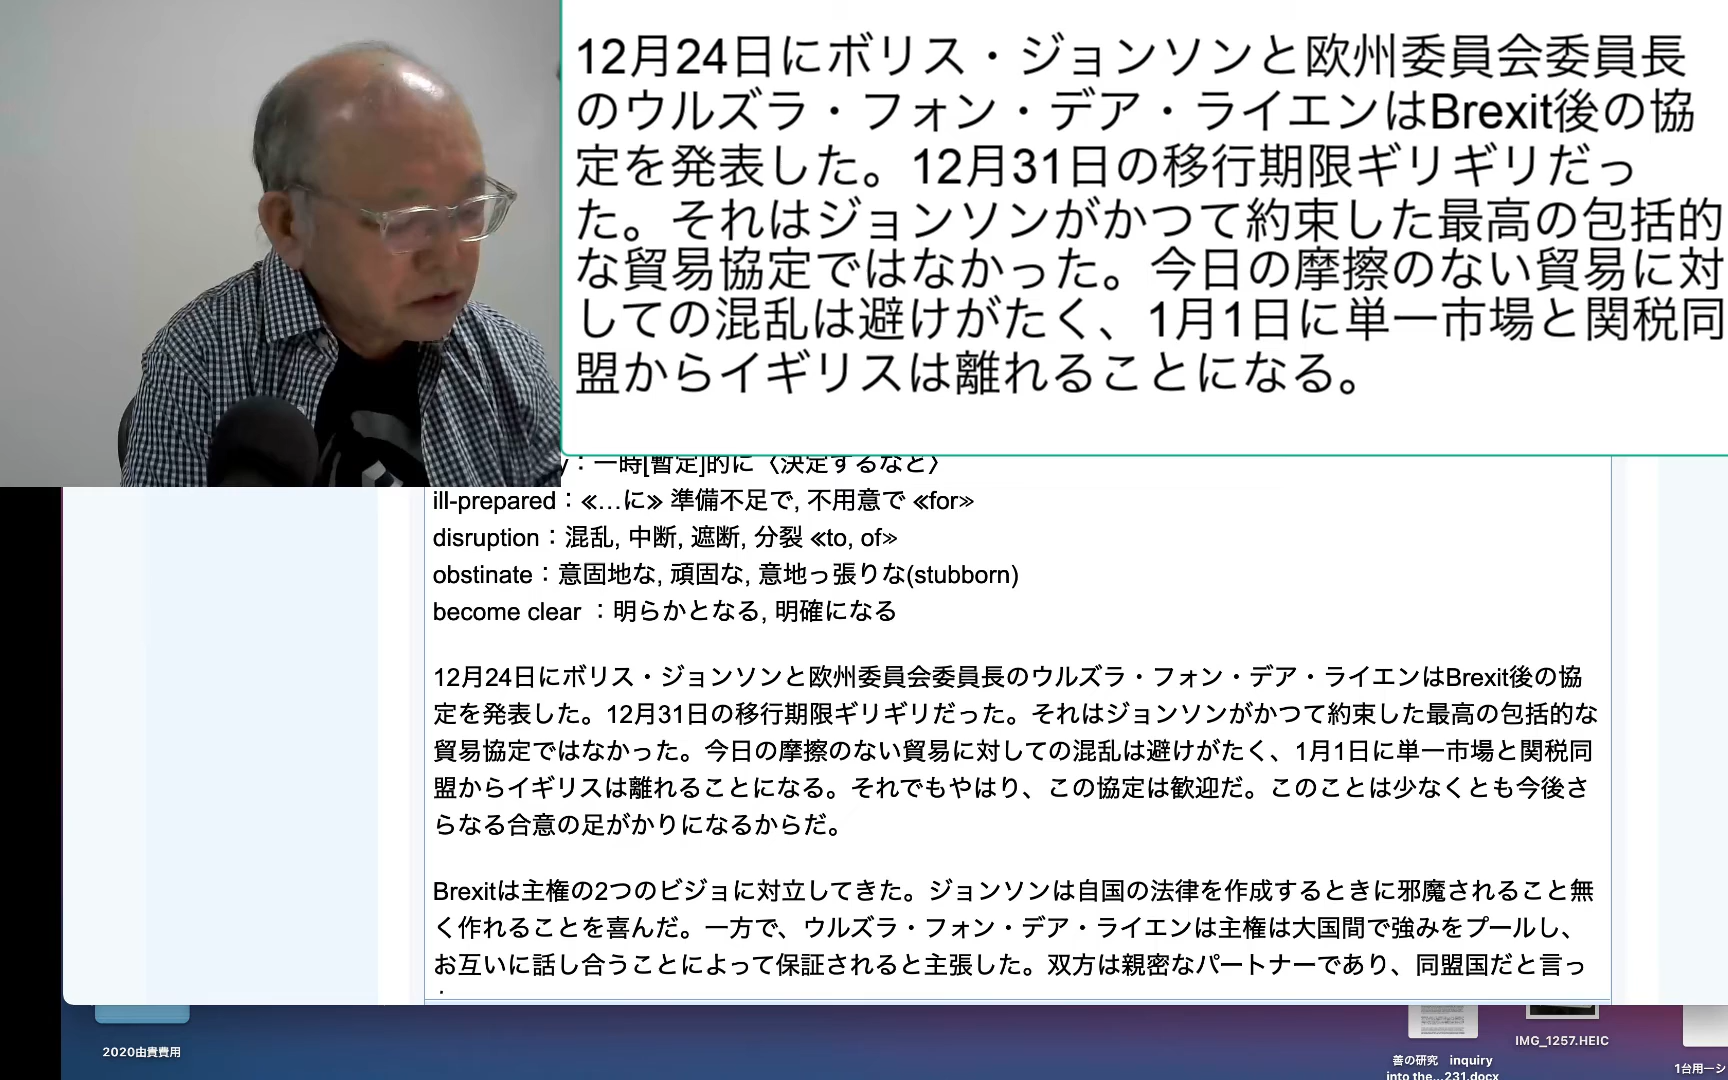 12月24日にボリス・ジョンソンと欧州委員会委員長
のウルズラ・フォン・デア・ライエンはBrexit後の協
定を発表した。12月31日の移行期限ギリギリだっ
た。それはジョンソンがかつて約束した最高の包括的
な貿易協定ではなかった。今日の摩擦のない貿易に対
しての混乱は避けがたく、1月1日に単一市場と関税同
盟からイギリスは離れることになる。
：一時[暫定]的に〈決定するなど〉
ill-prepared：≪…に≫ 準備不足で, 不用意で ≪for≫
disruption：混乱, 中断, 遮断, 分裂 ≪to, of≫
obstinate：意固地な, 頑固な, 意地っ張りな(stubborn)
become clear ：明らかとなる, 明確になる
12月24日にボリス・ジョンソンと欧州委員会委員長のウルズラ・フォン・デア・ライエンはBrexit後の協
定を発表した。12月31日の移行期限ギリギリだった。それはジョンソンがかつて約束した最高の包括的な
貿易協定ではなかった。今日の摩擦のない貿易に対しての混乱は避けがたく、1月1日に単一市場と関税同
盟からイギリスは離れることになる。それでもやはり、この協定は歓迎だ。このことは少なくとも今後さ
らなる合意の足がかりになるからだ。
Brexitは主権の2つのビジョに対立してきた。ジョンソンは自国の法律を作成するときに邪魔されること無
く作れることを喜んだ。一方で、ウルズラ・フォン・デア・ライエンは主権は大国間で強みをプールし、
お互いに話し合うことによって保証されると主張した。双方は親密なパートナーであり、同盟国だと言っ
2020由貴費用
善の研究 inquiry
into the...231.docx
IMG_1257.HEIC
1台用ーシ